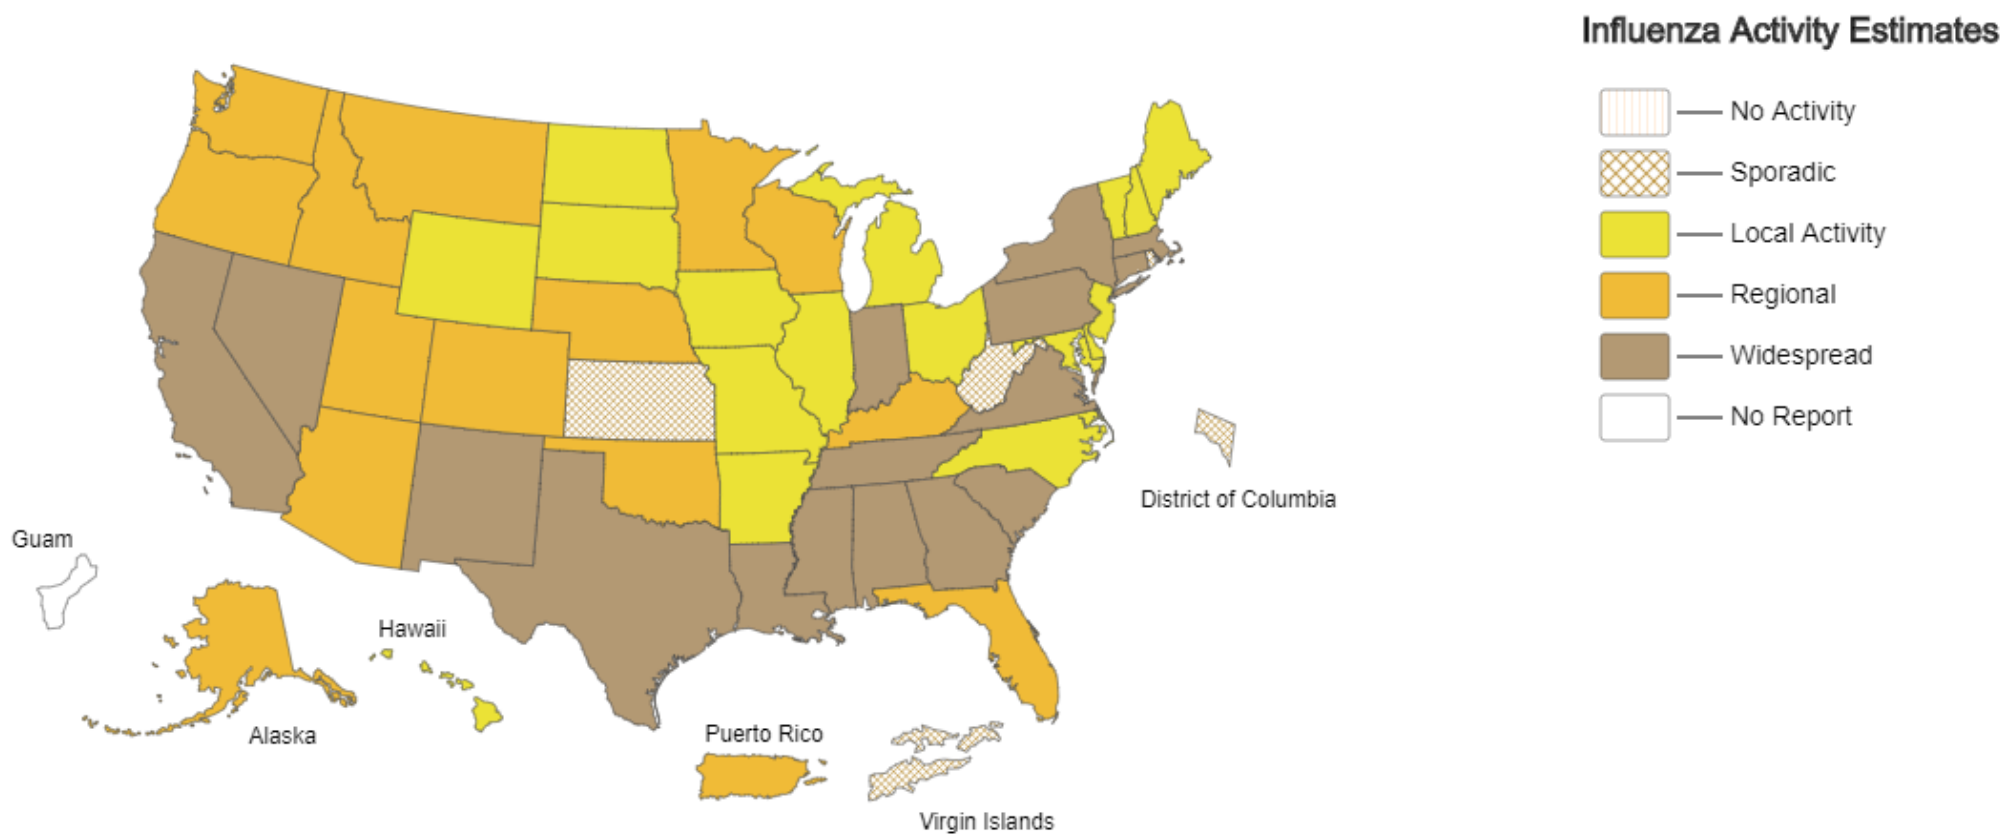 Influenza Activity Estimates
No Activity
Sporadic
Local Activity
Regional
Widespread
No Report
District of Columbia
Guam
Hawaii
Alaska
Puerto Rico
Virgin Islands